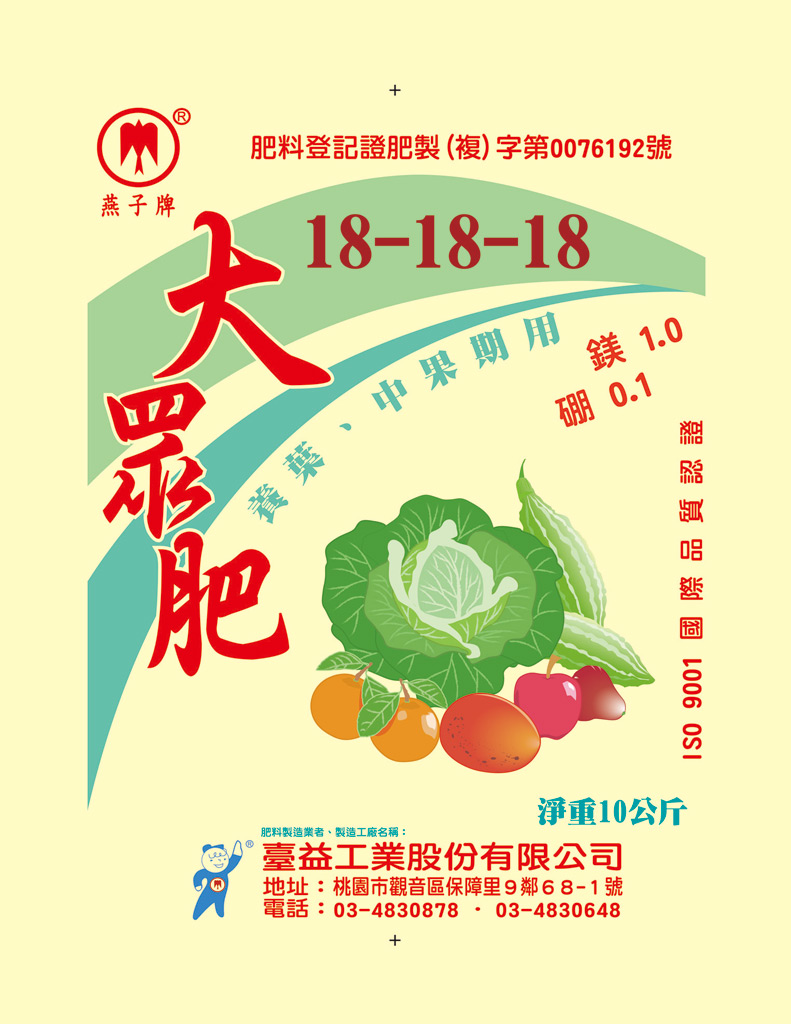 ®
燕子牌
肥料登記證肥製(複)字第0076192號
18-18-18
大眾肥
養葉、中果期用
鎂 1.0
硼 0.1
ISO 9001 國際品質認證
淨重10公斤
肥料製造業者、製造工廠名稱：
®
臺益工業股份有限公司
地址：桃園市觀音區保障里9鄰68-1號
電話：03-4830878 · 03-4830648